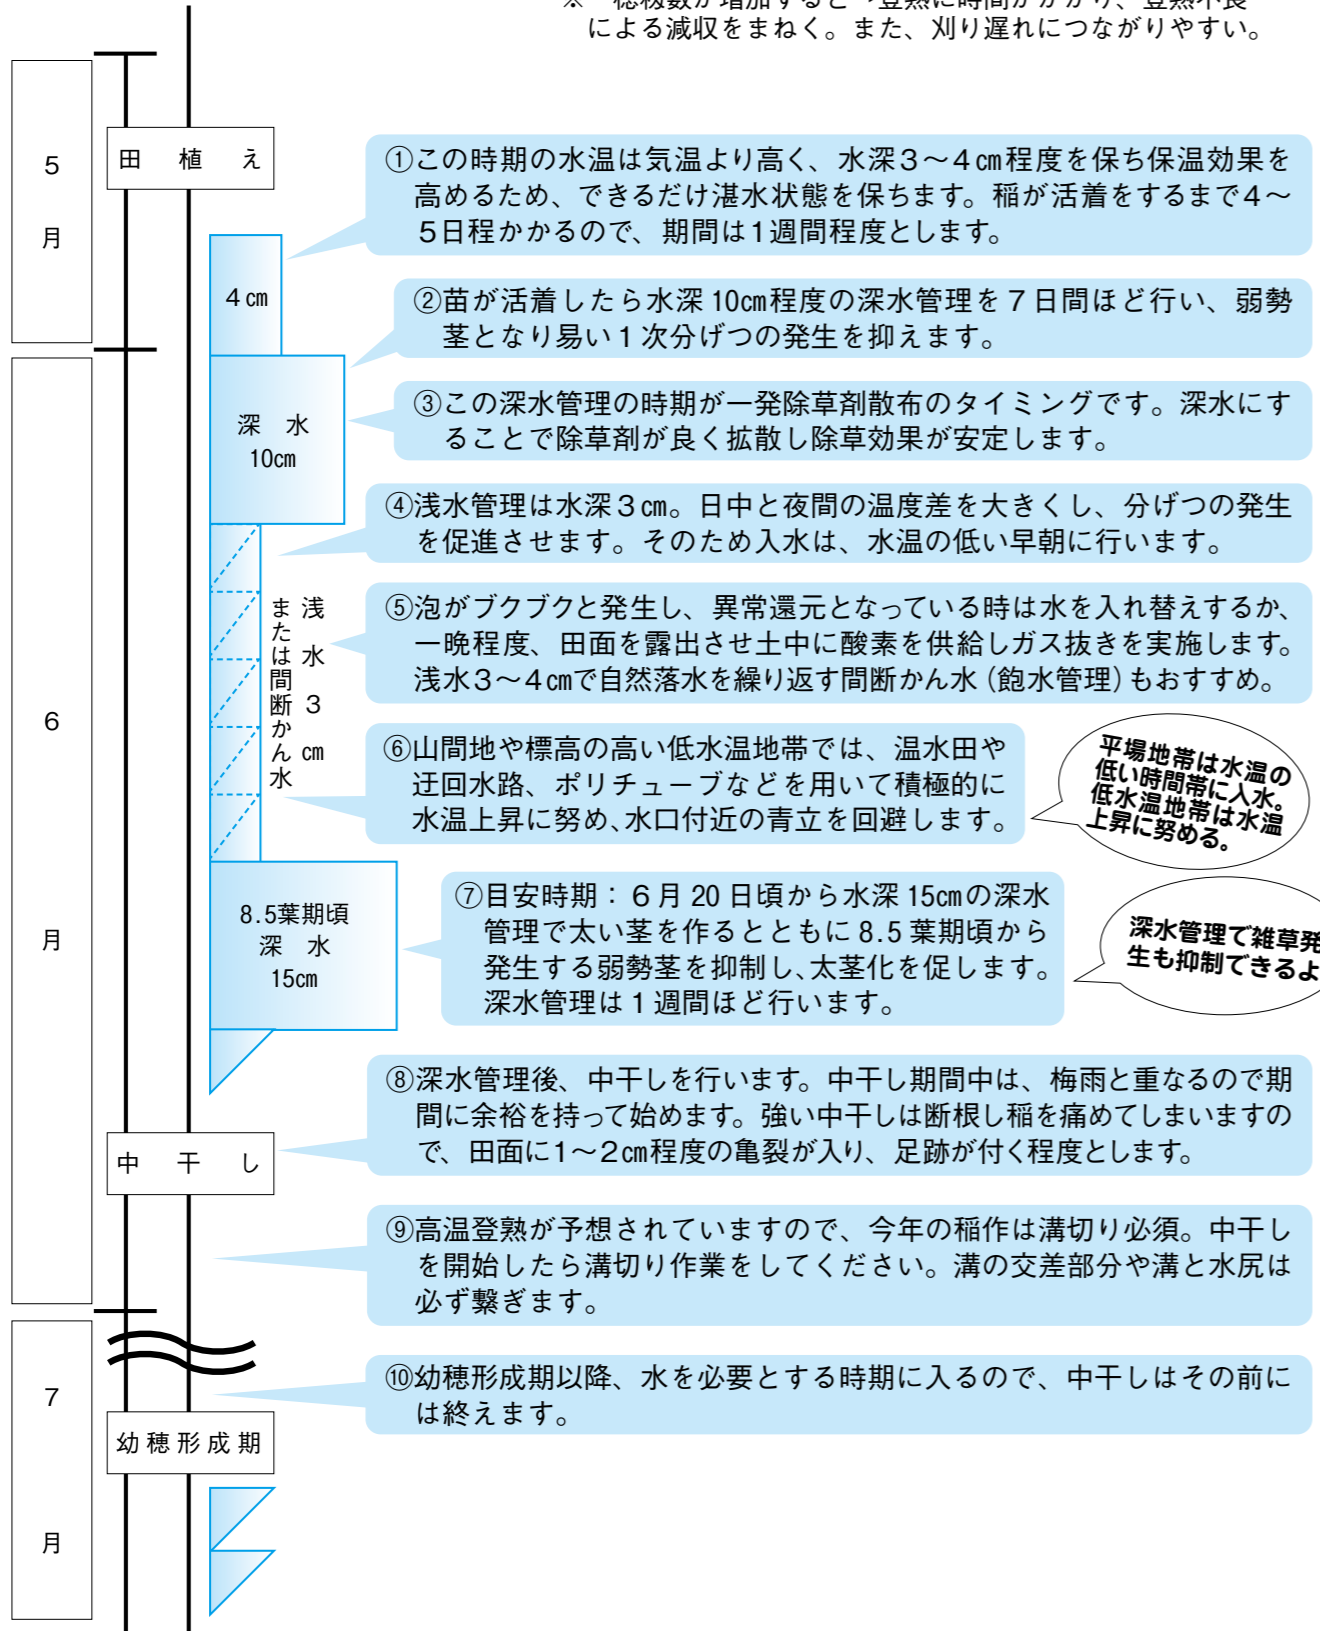 による減収をまねく。また、刈り遅れにつながりやすい。
5
月
田植え
①この時期の水温は気温より高く、水深3〜4㎝程度を保ち保温効果を
高めるため、できるだけ湛水状態を保ちます。稲が活着をするまで4〜
5日程かかるので、期間は1週間程度とします。
4㎝
②苗が活着したら水深10㎝程度の深水管理を7日間ほど行い、弱勢
茎となり易い1次分げつの発生を抑えます。
深水
10㎝
③この深水管理の時期が一発除草剤散布のタイミングです。深水にす
ることで除草剤が良く拡散し除草効果が安定します。
6
月
④浅水管理は水深3㎝。日中と夜間の温度差を大きくし、分げつの発生
を促進させます。そのため入水は、水温の低い早朝に行います。
浅水3㎝
または間断かん水
⑤泡がブクブクと発生し、異常還元となっている時は水を入れ替えするか、
一晩程度、田面を露出させ土中に酸素を供給しガス抜きを実施します。
浅水3〜4㎝で自然落水を繰り返す間断かん水(飽水管理)もおすすめ。
⑥山間地や標高の高い低水温地帯では、温水田や
迂回水路、ポリチューブなどを用いて積極的に
水温上昇に努め、水口付近の青立を回避します。
平場地帯は水温の
低い時間帯に入水。
低水温地帯は水温
上昇に努める。
8.5葉期頃
深水
15㎝
⑦目安時期：6月20日頃から水深15㎝の深水
管理で太い茎を作るとともに8.5葉期頃から
発生する弱勢茎を抑制し、太茎化を促します。
深水管理は1週間ほど行います。
深水管理で雑草発
生も抑制できるよ
⑧深水管理後、中干しを行います。中干し期間中は、梅雨と重なるので期
間に余裕を持って始めます。強い中干しは断根し稲を痛めてしまいますの
で、田面に1〜2㎝程度の亀裂が入り、足跡が付く程度とします。
中干し
⑨高温登熟が予想されていますので、今年の稲作は溝切り必須。中干し
を開始したら溝切り作業をしてください。溝の交差部分や溝と水尻は
必ず繋ぎます。
7
月
⑩幼穂形成期以降、水を必要とする時期に入るので、中干しはその前に
は終えます。
幼穂形成期